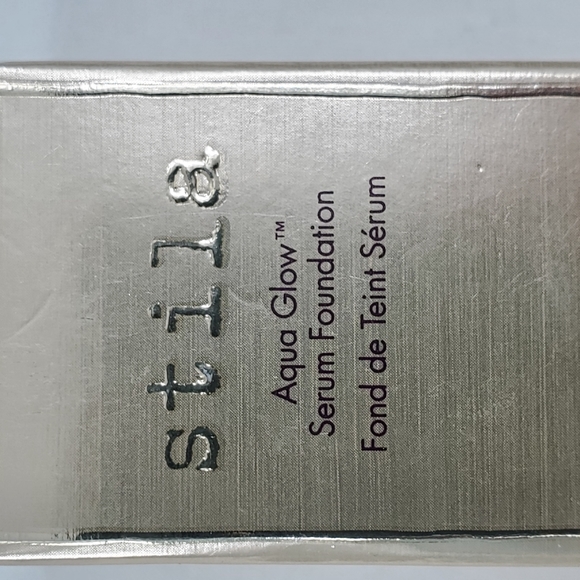 stila
Aqua Glow™
Serum Foundation
Fond de Teint Sérum